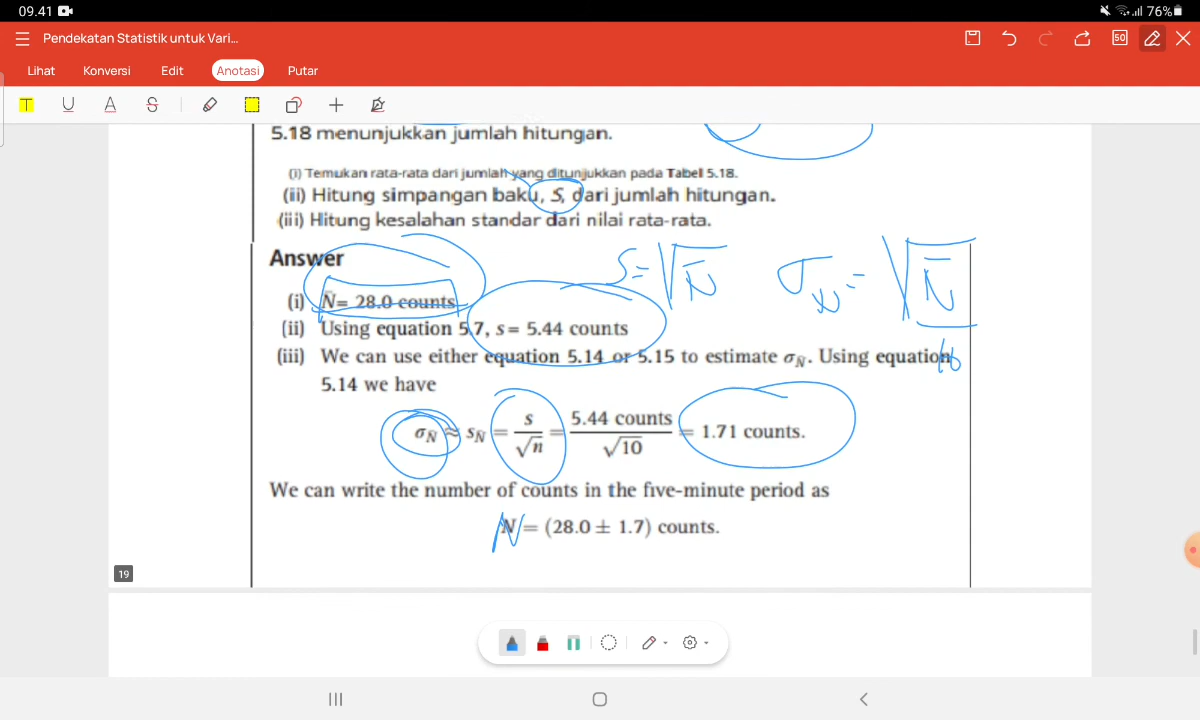 09.41 76%
Pendekatan Statistik untuk Vari... 50
Lihat Konversi Edit Anotasi Putar
T U A S
5.18 menunjukkan jumlah hitungan.
(i) Temukan rata-rata dari jumlah yang ditunjukkan pada Tabel 5.18.
(ii) Hitung simpangan baku, S, dari jumlah hitungan.
(iii) Hitung kesalahan standar dari nilai rata-rata.
Answer
S = √N̄ σN̄ = √N̄/10
(i) N̄= 28.0 counts
(ii) Using equation 5.7, s= 5.44 counts
(iii) We can use either equation 5.14 or 5.15 to estimate σN̄. Using equation
5.14 we have
σN̄ ≈ sN̄ = s/√n = 5.44 counts/√10 = 1.71 counts.
We can write the number of counts in the five-minute period as
N = (28.0 ± 1.7) counts.
19